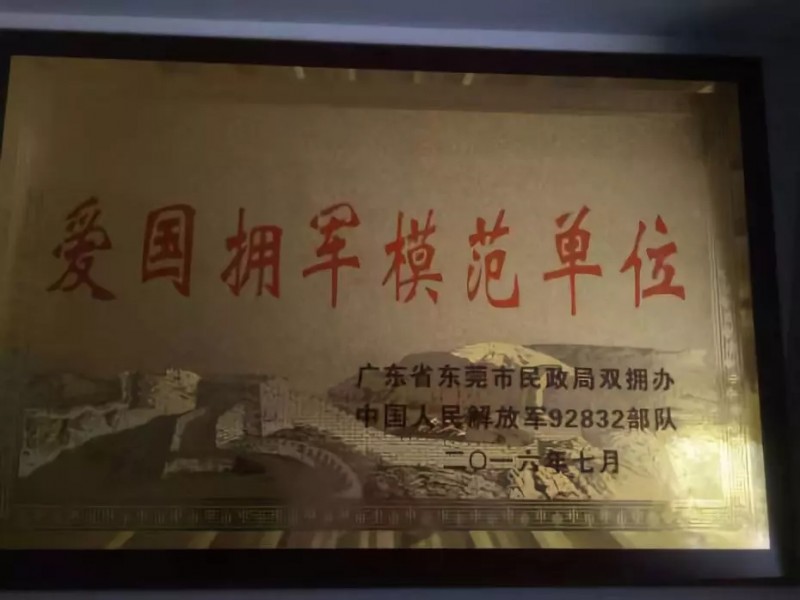 爱国拥军模范单位
广东省东莞市民政局双拥办
中国人民解放军92832部队
二〇一六年七月